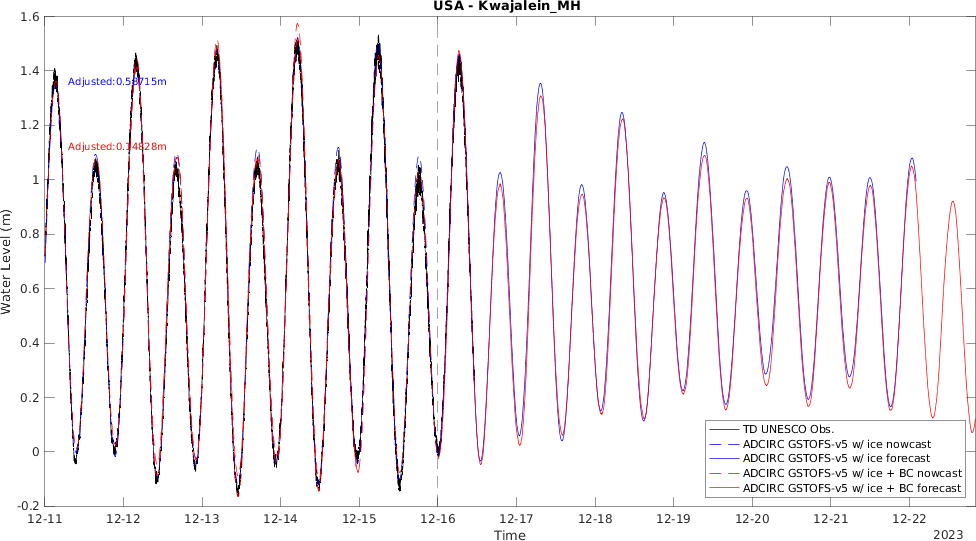 USA - Kwajalein_MH
1.6
1.4
1.2
1
0.8
0.6
0.4
0.2
0
-0.2
Water Level (m)
Adjusted:0.58715m
Adjusted:0.14828m
TD UNESCO Obs.
ADCIRC GSTOFS-v5 w/ ice nowcast
ADCIRC GSTOFS-v5 w/ ice forecast
ADCIRC GSTOFS-v5 w/ ice + BC nowcast
ADCIRC GSTOFS-v5 w/ ice + BC forecast
12-11 12-12 12-13 12-14 12-15 12-16 12-17 12-18 12-19 12-20 12-21 12-22
Time
2023